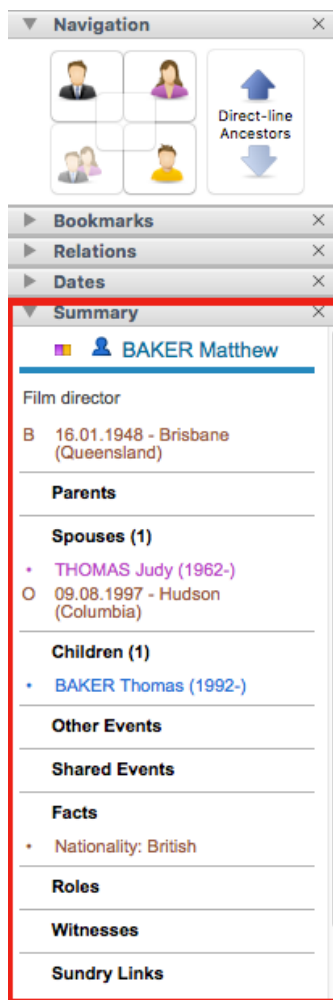 Navigation
Direct-line
Ancestors
Bookmarks
Relations
Dates
Summary
BAKER Matthew
Film director
B 16.01.1948 - Brisbane
(Queensland)
Parents
Spouses (1)
• THOMAS Judy (1962-)
O 09.08.1997 - Hudson
(Columbia)
Children (1)
• BAKER Thomas (1992-)
Other Events
Shared Events
Facts
• Nationality: British
Roles
Witnesses
Sundry Links